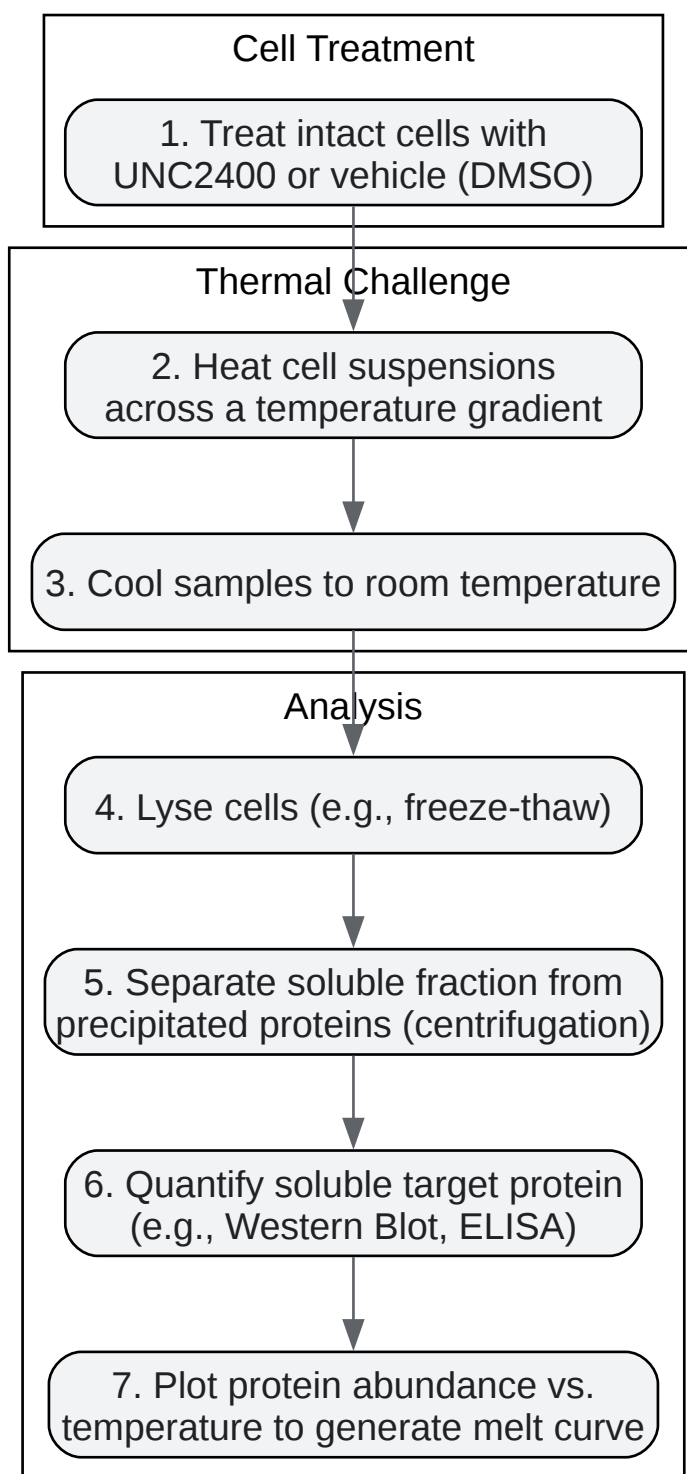 Cell Treatment
1. Treat intact cells with
UNC2400 or vehicle (DMSO)
Thermal Challenge
2. Heat cell suspensions
across a temperature gradient
3. Cool samples to room temperature
Analysis
4. Lyse cells (e.g., freeze-thaw)
5. Separate soluble fraction from
precipitated proteins (centrifugation)
6. Quantify soluble target protein
(e.g., Western Blot, ELISA)
7. Plot protein abundance vs.
temperature to generate melt curve